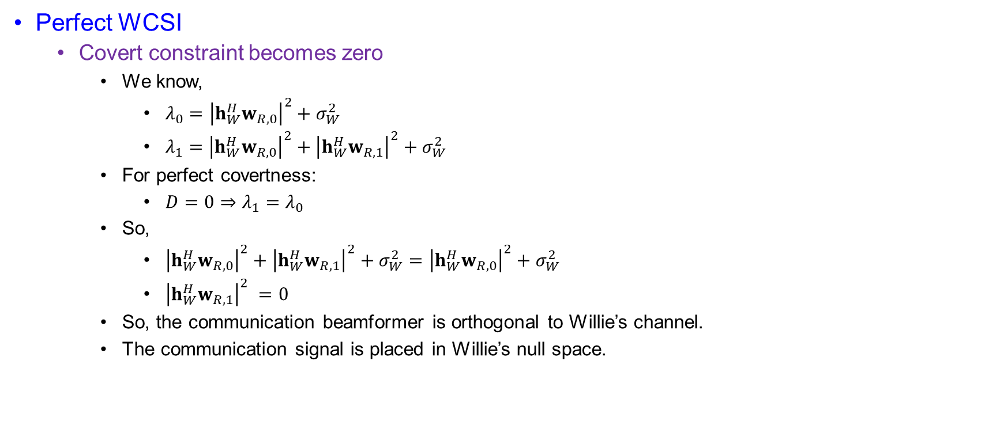 • Perfect WCSI
• Covert constraint becomes zero
• We know,
• $\lambda_0 = \left|\mathbf{h}_W^H \mathbf{w}_{R,0}\right|^2 + \sigma_W^2$
• $\lambda_1 = \left|\mathbf{h}_W^H \mathbf{w}_{R,0}\right|^2 + \left|\mathbf{h}_W^H \mathbf{w}_{R,1}\right|^2 + \sigma_W^2$
• For perfect covertness:
• $D = 0 \Rightarrow \lambda_1 = \lambda_0$
• So,
• $\left|\mathbf{h}_W^H \mathbf{w}_{R,0}\right|^2 + \left|\mathbf{h}_W^H \mathbf{w}_{R,1}\right|^2 + \sigma_W^2 = \left|\mathbf{h}_W^H \mathbf{w}_{R,0}\right|^2 + \sigma_W^2$
• $\left|\mathbf{h}_W^H \mathbf{w}_{R,1}\right|^2 = 0$
• So, the communication beamformer is orthogonal to Willie’s channel.
• The communication signal is placed in Willie’s null space.